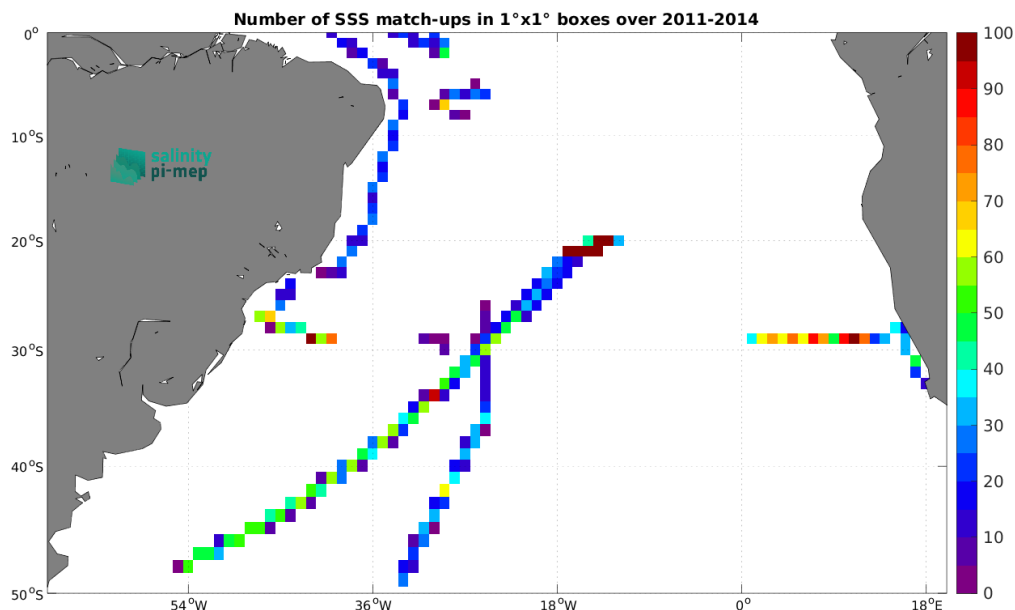 Number of SSS match-ups in 1°x1° boxes over 2011-2014
0°
10°S
20°S
30°S
40°S
50°S
54°W
36°W
18°W
0°
18°E
salinity
pi-mep
100
90
80
70
60
50
40
30
20
10
0